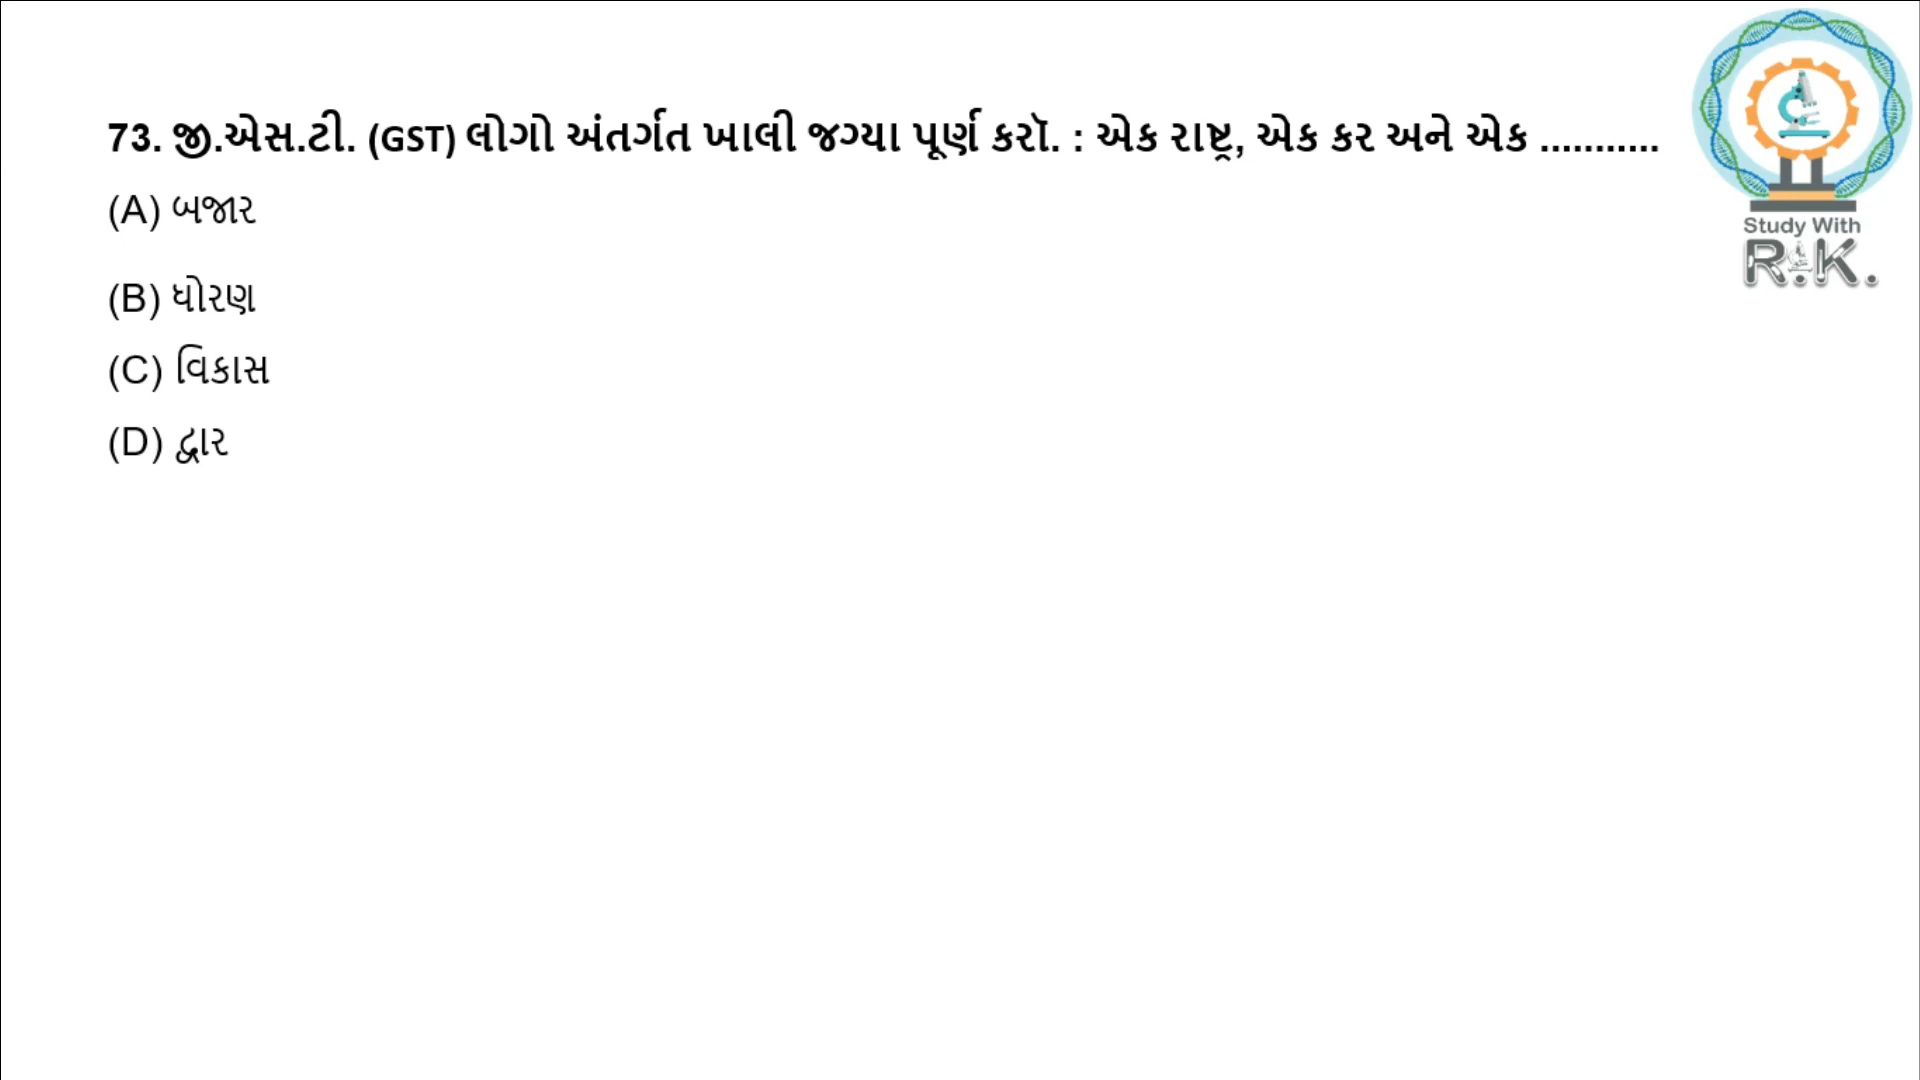 73. જી.એસ.ટી. (GST) લોગો અંતર્ગત ખાલી જગ્યા પૂર્ણ કરૉ. : એક રાષ્ટ્ર, એક કર અને એક ...........
(A) બજાર
(B) ધોરણ
(C) વિકાસ
(D) દ્વાર
Study With
R.K.